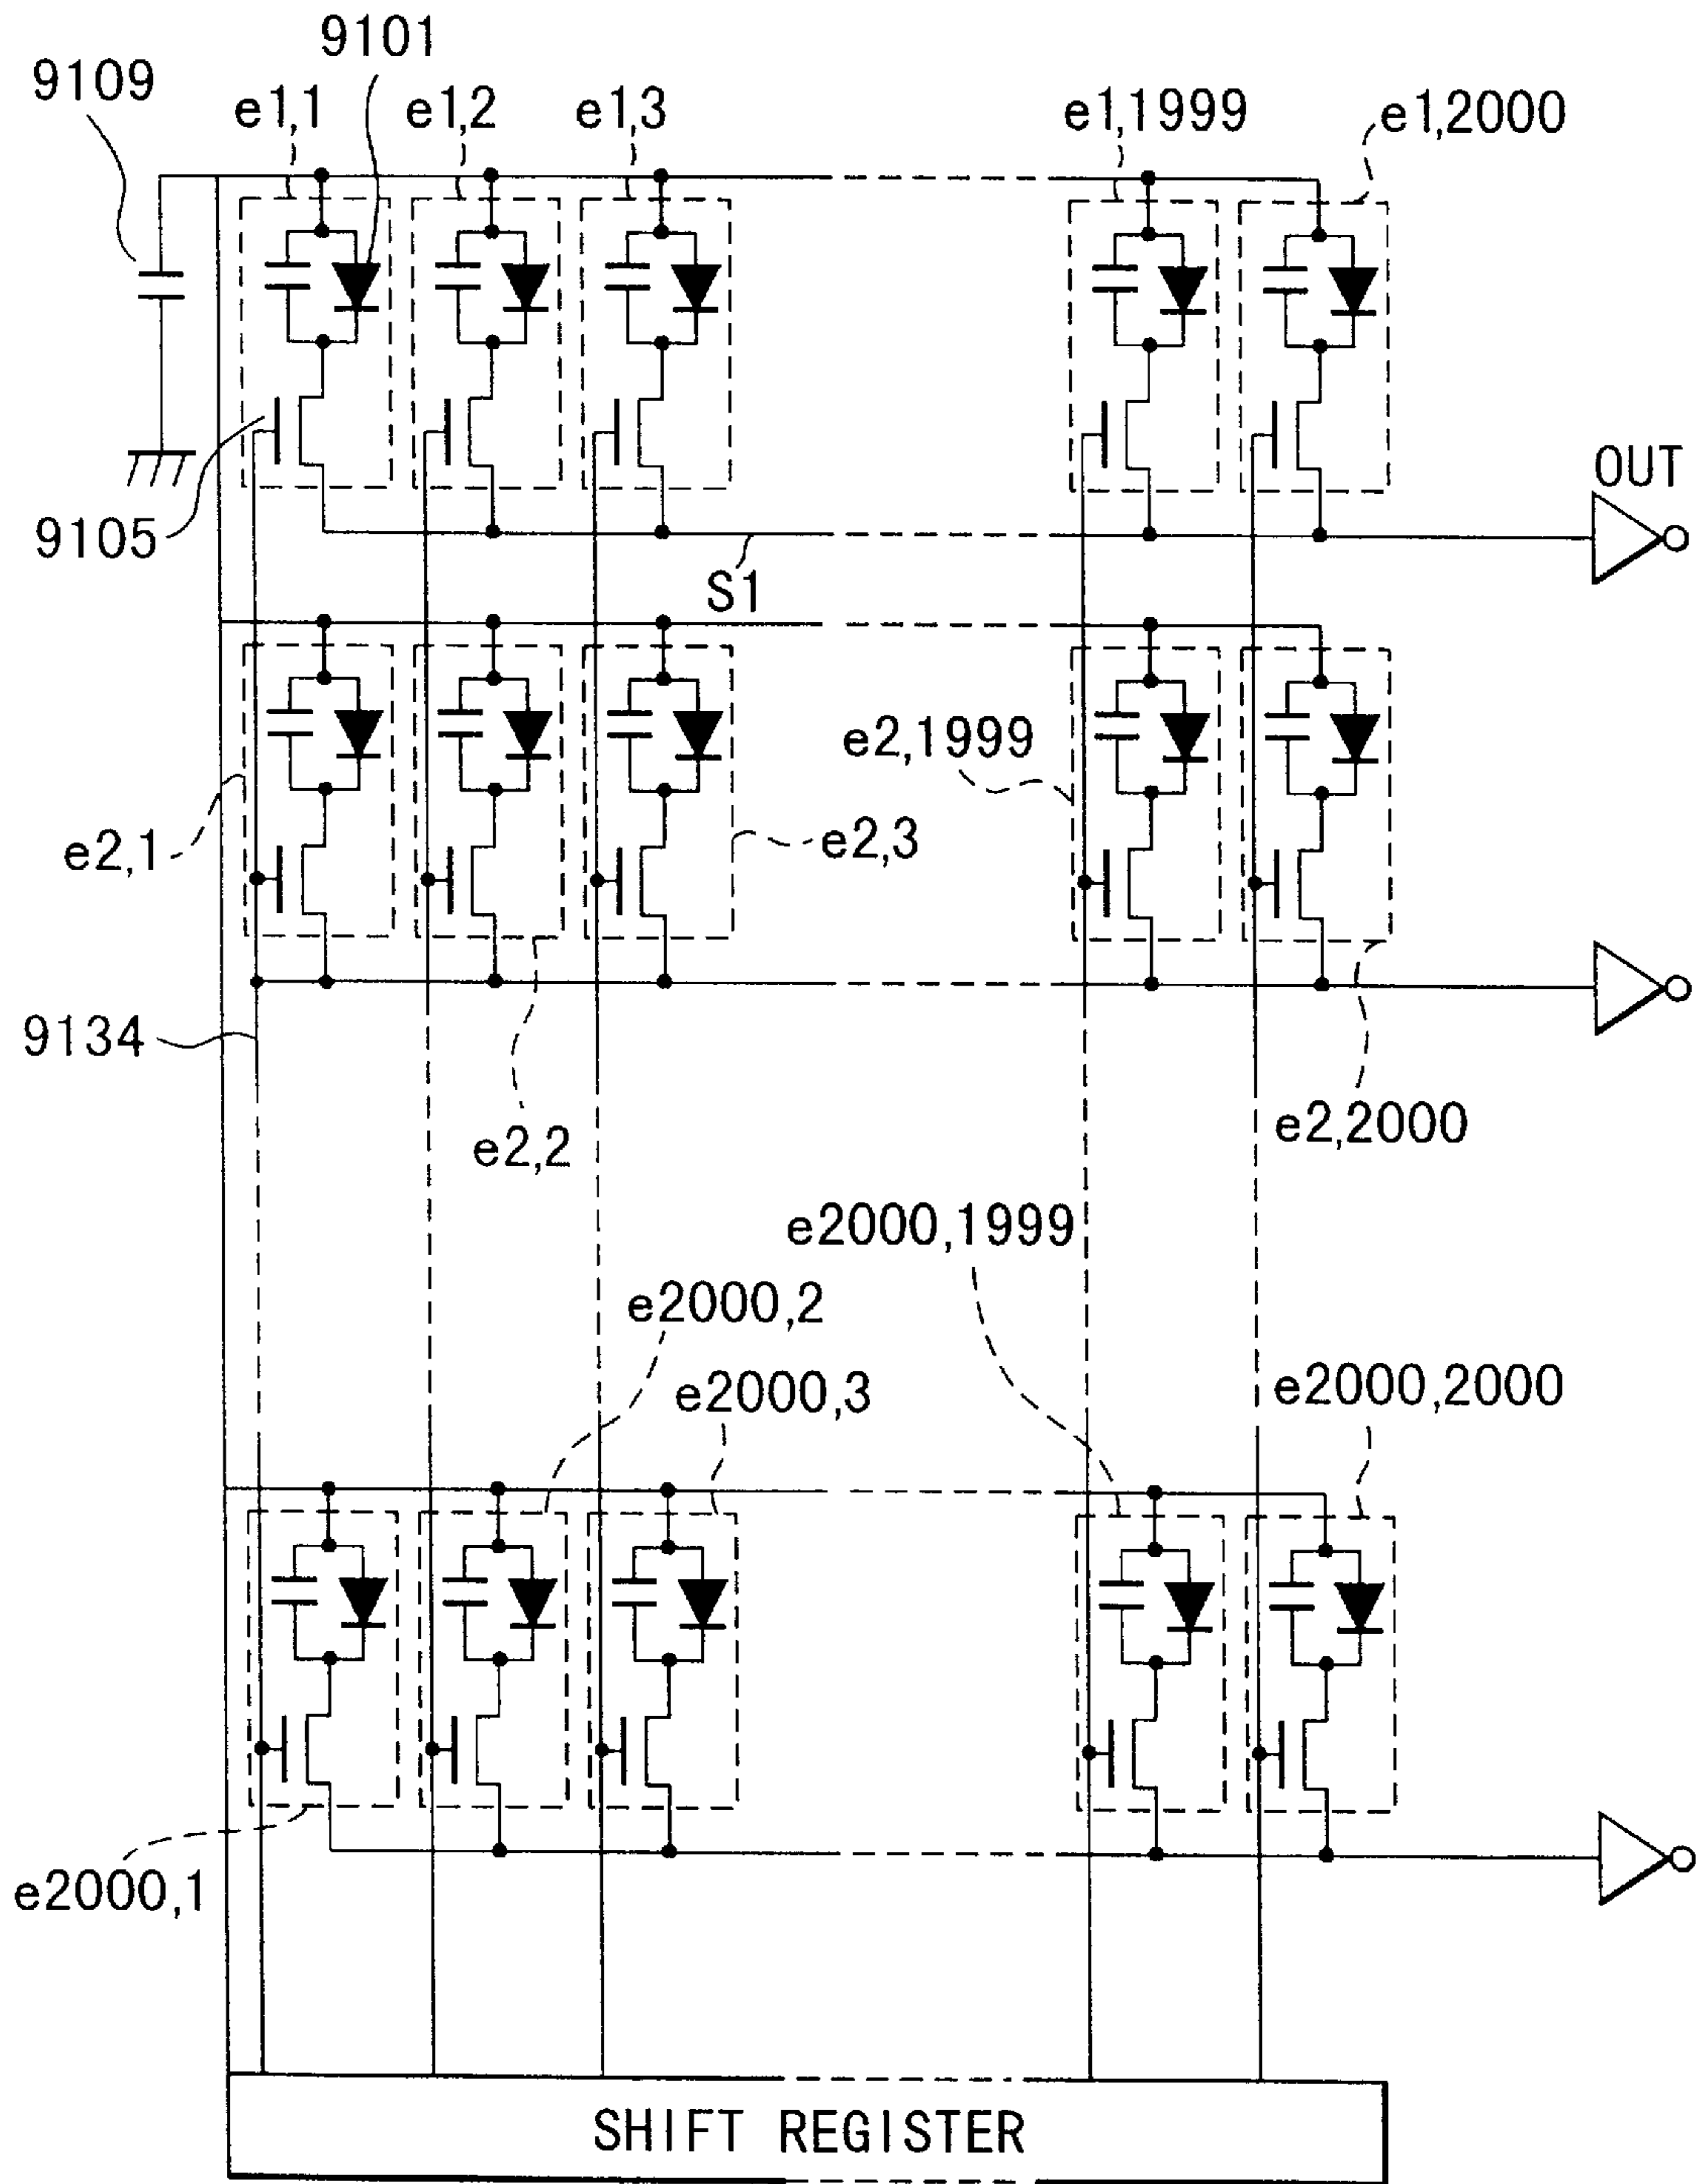 9101
9109
e1,1
e1,2
e1,3
e1,1999
e1,2000
OUT
9105
S1
e2,1999
e2,1
e2,3
9134
e2,2
e2,2000
e2000,1999
e2000,2
e2000,3
e2000,2000
e2000,1
SHIFT REGISTER